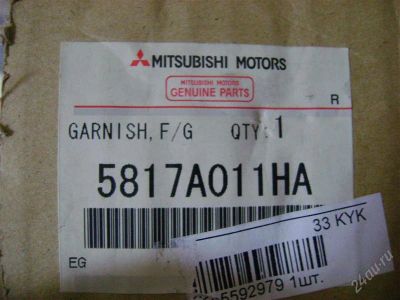 MITSUBISHI MOTORS
MITSUBISHI MOTORS
GENUINE PARTS
R
GARNISH, F/G QTY: 1
5817A011HA
33 KYK
EG
5592979 1шт.
24au.ru